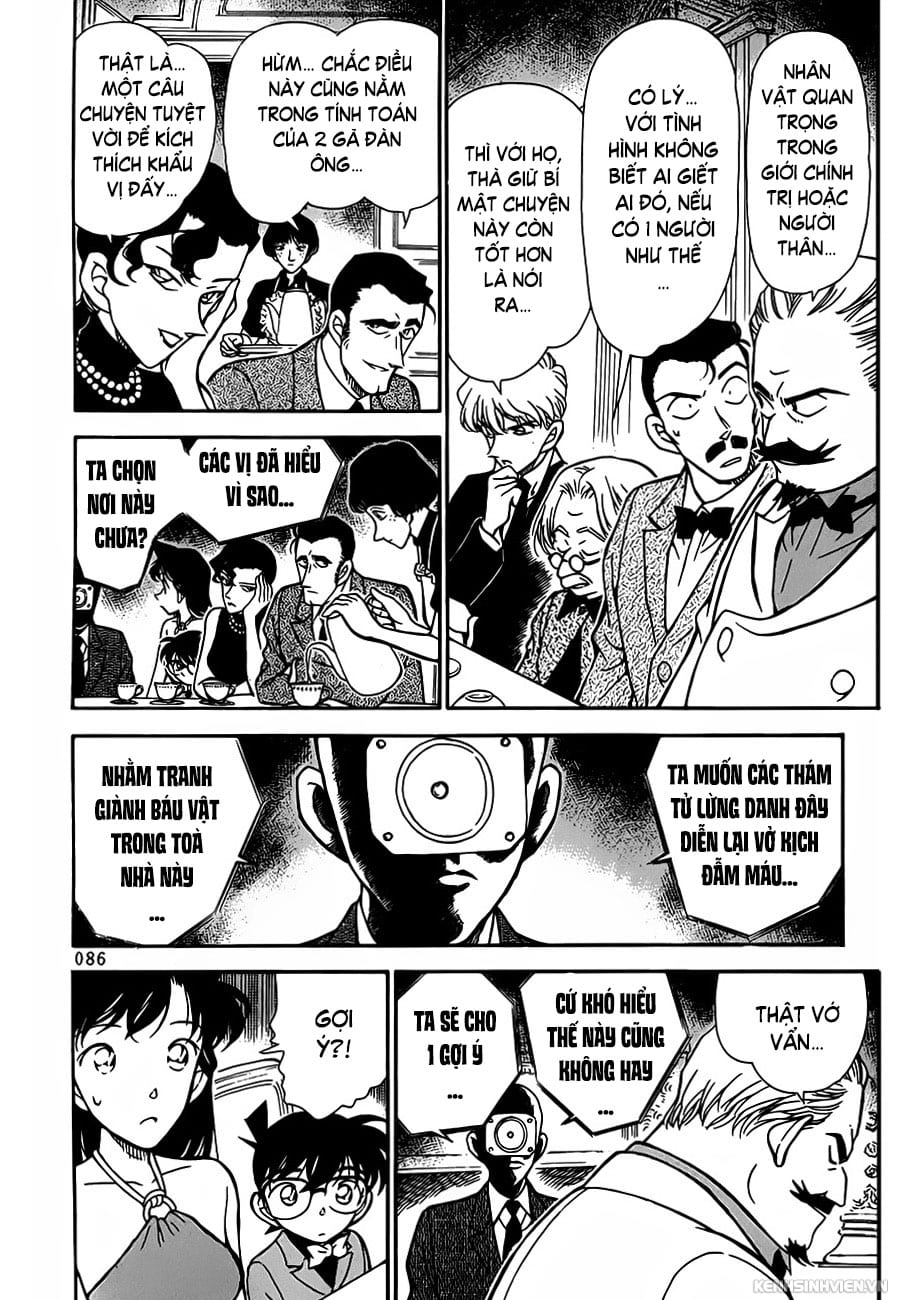 NHÂN
VẬT QUAN
TRỌNG
TRONG
GIỚI CHÍNH
TRỊ HOẶC
NGƯỜI
THÂN...
CÓ LÝ...
VỚI TÌNH
HÌNH KHÔNG
BIẾT AI GIẾT
AI ĐÓ, NẾU
CÓ 1 NGƯỜI
NHƯ THẾ
...
THÌ VỚI HỌ,
THÀ GIỮ BÍ
MẬT CHUYỆN
NÀY CÒN
TỐT HƠN
LÀ NÓI
RA...
HỪM... CHẮC ĐIỀU
NÀY CŨNG NẰM
TRONG TÍNH TOÁN
CỦA 2 GÃ ĐÀN
ÔNG...
THẬT LÀ...
MỘT CÂU
CHUYỆN TUYỆT
VỜI ĐỂ KÍCH
THÍCH KHẨU
VỊ ĐẤY...
CÁC VỊ ĐÃ HIỂU
VÌ SAO...
TA CHỌN
NƠI NÀY
CHƯA?
TA MUỐN CÁC THÁM
TỬ LỪNG DANH ĐÂY
DIỄN LẠI VỞ KỊCH
ĐẪM MÁU...
NHẰM TRANH
GIÀNH BÁU VẬT
TRONG TOÀ
NHÀ NÀY
...
086
THẬT VỚ
VẨN...
CỨ KHÓ HIỂU
THẾ NÀY CŨNG
KHÔNG HAY
...
TA SẼ CHO
1 GỢI Ý
...
GỢI
Ý?!
KENHSINHVIEN.VN